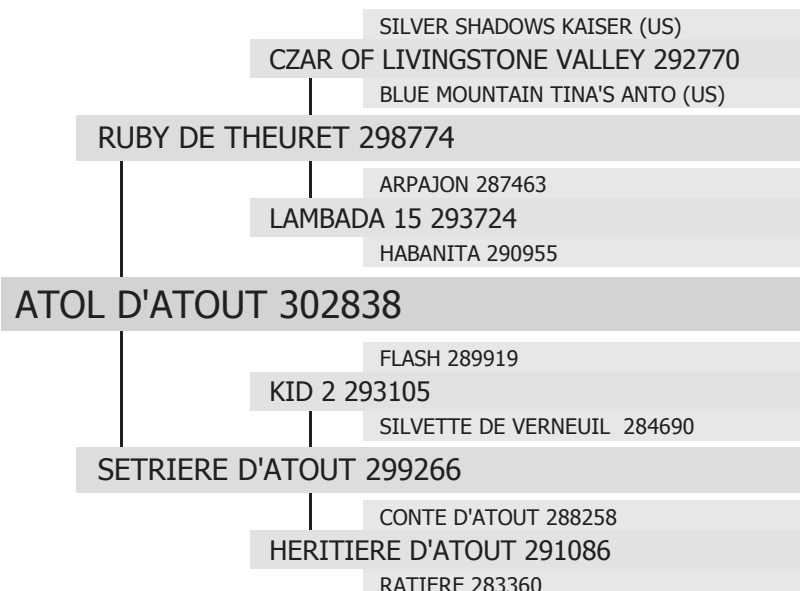 SILVER SHADOWS KAISER (US)
CZAR OF LIVINGSTONE VALLEY 292770
BLUE MOUNTAIN TINA'S ANTO (US)
RUBY DE THEURET 298774
ARPAJON 287463
LAMBADA 15 293724
HABANITA 290955
ATOL D'ATOUT 302838
FLASH 289919
KID 2 293105
SILVETTE DE VERNEUIL 284690
SETRIERE D'ATOUT 299266
CONTE D'ATOUT 288258
HERITIERE D'ATOUT 291086
RATIERE 283360